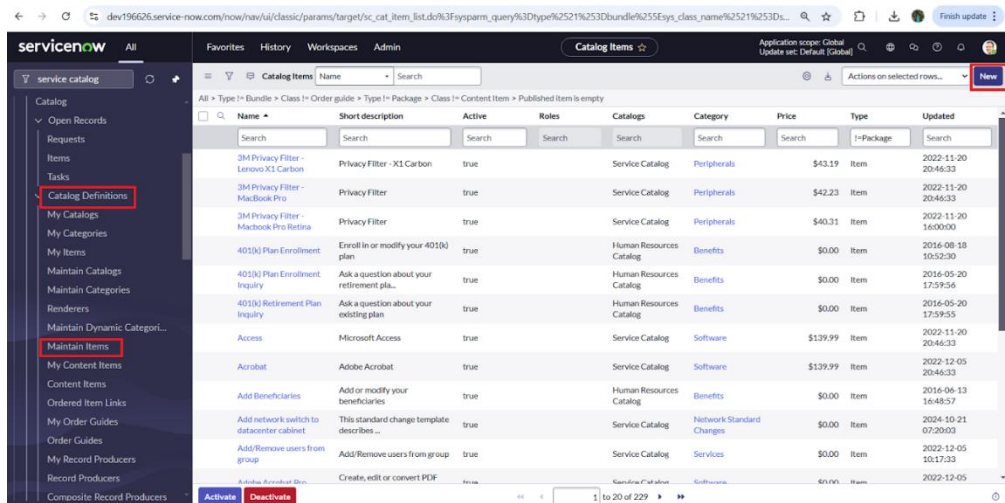 dev196626.service-now.com/now/nav/ui/classic/params/target/sc_cat_item_list.do%3Fsysparm_query%3Dtype%2521%253Dbundle%255Esys_class_name%2521%253Ds...
Finish update
servicenow All Favorites History Workspaces Admin Catalog Items Application scope: Global
Update set: Default [Global]
service catalog
Catalog
Open Records
Requests
Items
Tasks
Catalog Definitions
My Catalogs
My Categories
My Items
Maintain Catalogs
Maintain Categories
Renderers
Maintain Dynamic Categori...
Maintain Items
My Content Items
Content Items
Ordered Item Links
My Order Guides
Order Guides
My Record Producers
Record Producers
Composite Record Producers
Catalog Items Name Search Actions on selected rows... New
All > Type != Bundle > Class != Order guide > Type != Package > Class != Content Item > Published item is empty
Name Short description Active Roles Catalogs Category Price Type Updated
Search Search Search Search Search Search Search !=Package Search
3M Privacy Filter - Lenovo X1 Carbon Privacy Filter - X1 Carbon true Service Catalog Peripherals $43.19 Item 2022-11-20 20:46:33
3M Privacy Filter - MacBook Pro Privacy Filter true Service Catalog Peripherals $42.23 Item 2022-11-20 20:46:33
3M Privacy Filter - Macbook Pro Retina Privacy Filter true Service Catalog Peripherals $40.31 Item 2022-11-20 16:00:00
401(k) Plan Enrollment Enroll in or modify your 401(k) plan true Human Resources Catalog Benefits $0.00 Item 2016-08-18 10:52:30
401(k) Plan Enrollment Inquiry Ask a question about your retirement pla... true Human Resources Catalog Benefits $0.00 Item 2016-05-20 17:59:56
401(k) Retirement Plan Inquiry Ask a question about your existing plan true Human Resources Catalog Benefits $0.00 Item 2016-05-20 17:59:55
Access Microsoft Access true Service Catalog Software $139.99 Item 2022-11-20 20:46:33
Acrobat Adobe Acrobat true Service Catalog Software $139.99 Item 2022-12-05 20:46:33
Add Beneficiaries Add or modify your beneficiaries true Human Resources Catalog Benefits $0.00 Item 2016-06-13 16:48:57
Add network switch to datacenter cabinet This standard change template describes ... true Service Catalog Network Standard Changes $0.00 Item 2024-10-21 07:20:03
Add/Remove users from group Add/Remove users from group true Service Catalog Services $0.00 Item 2022-12-05 10:17:33
Adobe Acrobat Pro Create, edit or convert PDF true Service Catalog Software $0.00 Item 2022-12-05
Activate Deactivate 1 to 20 of 229